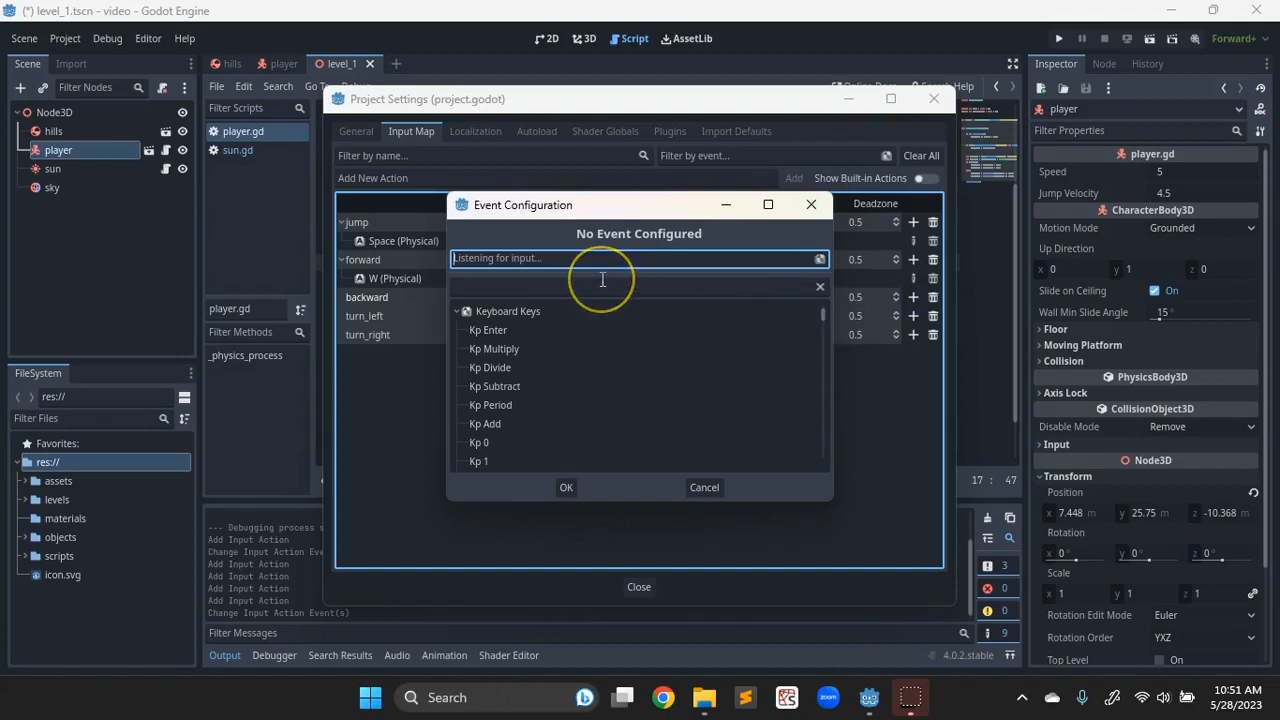 (*) level_1.tscn - video - Godot Engine
Scene Project Debug Editor Help
2D 3D Script AssetLib
Forward+
Scene Import
hills player level_1
Inspector Node History
Filter Nodes
File Edit Search Go To Debug Online Docs Search Help
Node3D
hills
player
sun
sky
Filter Scripts
player.gd
sun.gd
player.gd
Filter Methods
_physics_process
FileSystem
res://
Filter Files
Favorites:
res://
assets
levels
materials
objects
scripts
icon.svg
Project Settings (project.godot)
General Input Map Localization Autoload Shader Globals Plugins Import Defaults
Filter by name... Filter by event... Clear All
Add New Action Add Show Built-in Actions
Deadzone
jump 0.5
Space (Physical)
forward 0.5
W (Physical)
backward 0.5
turn_left 0.5
turn_right 0.5
Close
Event Configuration
No Event Configured
Listening for input...
Keyboard Keys
Kp Enter
Kp Multiply
Kp Divide
Kp Subtract
Kp Period
Kp Add
Kp 0
Kp 1
OK Cancel
17 : 47
--- Debugging process s
Add Input Action
Change Input Action Eve
Add Input Action
Add Input Action
Add Input Action
Add Input Action
Change Input Action Event(s)
3
0
0
9
Filter Messages
Output Debugger Search Results Audio Animation Shader Editor 4.0.2.stable
player
Filter Properties
player.gd
Speed 5
Jump Velocity 4.5
CharacterBody3D
Motion Mode Grounded
Up Direction
x 0 y 1 z 0
Slide on Ceiling On
Wall Min Slide Angle 15°
Floor
Moving Platform
Collision
PhysicsBody3D
Axis Lock
CollisionObject3D
Disable Mode Remove
Input
Node3D
Transform
Position
x 7.448 m y 25.75 m z -10.368 m
Rotation
x 0° y 0° z 0°
Scale
x 1 y 1 z 1
Rotation Edit Mode Euler
Rotation Order YXZ
Top Level On
Search
10:51 AM
5/28/2023